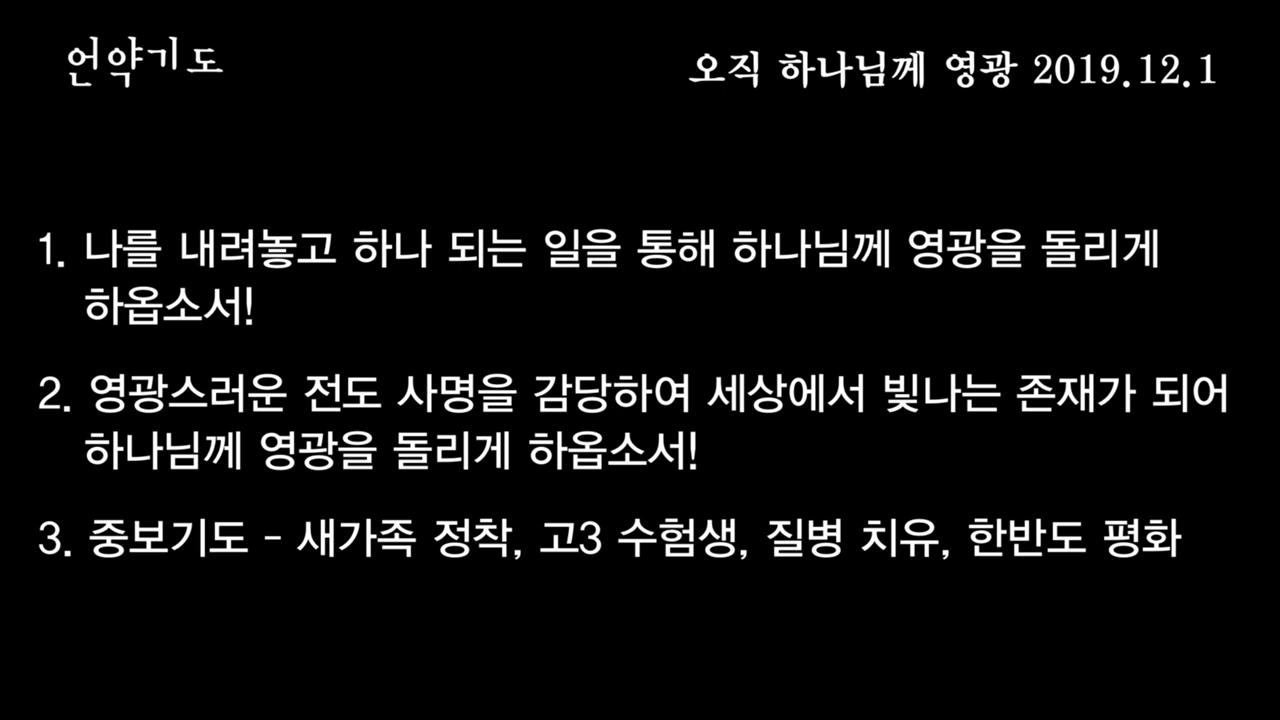 언약기도
오직 하나님께 영광 2019.12.1
1. 나를 내려놓고 하나 되는 일을 통해 하나님께 영광을 돌리게
하옵소서!
2. 영광스러운 전도 사명을 감당하여 세상에서 빛나는 존재가 되어
하나님께 영광을 돌리게 하옵소서!
3. 중보기도 - 새가족 정착, 고3 수험생, 질병 치유, 한반도 평화